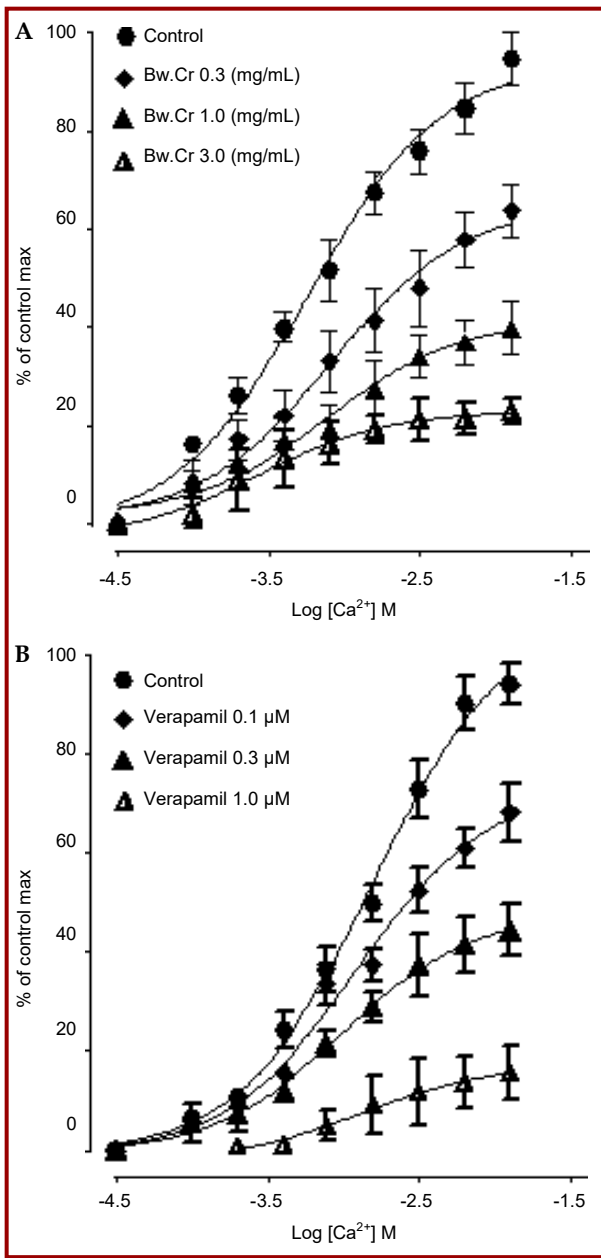 A
100
80
60
40
20
0
% of control max
Control
Bw.Cr 0.3 (mg/mL)
Bw.Cr 1.0 (mg/mL)
Bw.Cr 3.0 (mg/mL)
-4.5 -3.5 -2.5 -1.5
Log [Ca²⁺] M
B
100
80
60
40
20
0
% of control max
Control
Verapamil 0.1 µM
Verapamil 0.3 µM
Verapamil 1.0 µM
-4.5 -3.5 -2.5 -1.5
Log [Ca²⁺] M